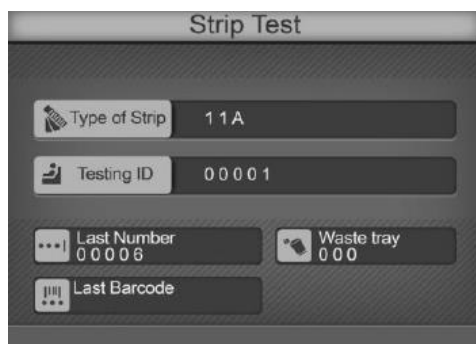 Strip Test
Type of Strip 11A
Testing ID 00001
Last Number
00006
Waste tray
000
Last Barcode